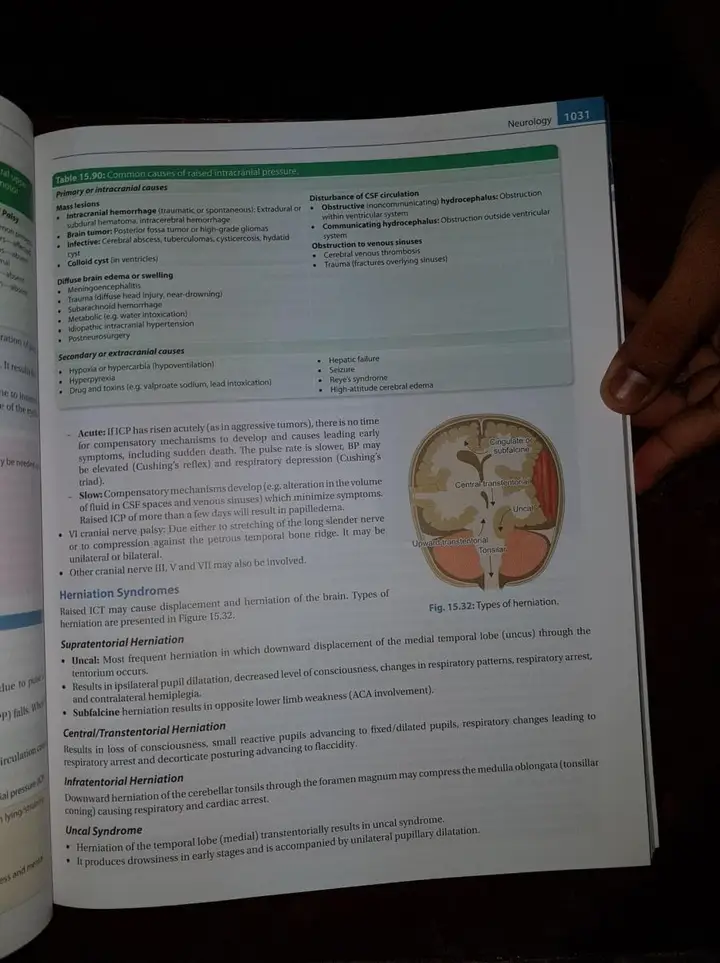 Neurology 1031
Table 15.90: Common causes of raised intracranial pressure.
Primary or intracranial causes
Mass lesions
• Intracranial hemorrhage (traumatic or spontaneous): Extradural or
subdural hematoma, intracerebral hemorrhage
• Brain tumor: Posterior fossa tumor or high-grade gliomas
• Infective: Cerebral abscess, tuberculomas, cysticercosis, hydatid
cyst
• Colloid cyst (in ventricles)
Disturbance of CSF circulation
• Obstructive (noncommunicating) hydrocephalus: Obstruction
within ventricular system
• Communicating hydrocephalus: Obstruction outside ventricular
system
Obstruction to venous sinuses
• Cerebral venous thrombosis
• Trauma (fractures overlying sinuses)
Diffuse brain edema or swelling
• Meningoencephalitis
• Trauma (diffuse head injury, near-drowning)
• Subarachnoid hemorrhage
• Metabolic (e.g. water intoxication)
• Idiopathic intracranial hypertension
• Postneurosurgery
Secondary or extracranial causes
• Hypoxia or hypercarbia (hypoventilation)
• Hyperpyrexia
• Drug and toxins (e.g. valproate sodium, lead intoxication)
• Hepatic failure
• Seizure
• Reye's syndrome
• High-attitude cerebral edema
– Acute: If ICP has risen acutely (as in aggressive tumors), there is no time
for compensatory mechanisms to develop and causes leading early
symptoms, including sudden death. The pulse rate is slower, BP may
be elevated (Cushing's reflex) and respiratory depression (Cushing's
triad).
– Slow: Compensatory mechanisms develop (e.g. alteration in the volume
of fluid in CSF spaces and venous sinuses) which minimize symptoms.
Raised ICP of more than a few days will result in papilledema.
• VI cranial nerve palsy: Due either to stretching of the long slender nerve
or to compression against the petrous temporal bone ridge. It may be
unilateral or bilateral.
• Other cranial nerve III, V and VII may also be involved.
Cingulate or
subfalcine
Central transtentorial
Uncal
Upward transtentorial
Tonsilar
Fig. 15.32: Types of herniation.
Herniation Syndromes
Raised ICT may cause displacement and herniation of the brain. Types of
herniation are presented in Figure 15.32.
Supratentorial Herniation
• Uncal: Most frequent herniation in which downward displacement of the medial temporal lobe (uncus) through the
tentorium occurs.
• Results in ipsilateral pupil dilatation, decreased level of consciousness, changes in respiratory patterns, respiratory arrest,
and contralateral hemiplegia.
• Subfalcine herniation results in opposite lower limb weakness (ACA involvement).
Central/Transtentorial Herniation
Results in loss of consciousness, small reactive pupils advancing to fixed/dilated pupils, respiratory changes leading to
respiratory arrest and decorticate posturing advancing to flaccidity.
Infratentorial Herniation
Downward herniation of the cerebellar tonsils through the foramen magnum may compress the medulla oblongata (tonsillar
coning) causing respiratory and cardiac arrest.
Uncal Syndrome
• Herniation of the temporal lobe (medial) transtentorially results in uncal syndrome.
• It produces drowsiness in early stages and is accompanied by unilateral pupillary dilatation.